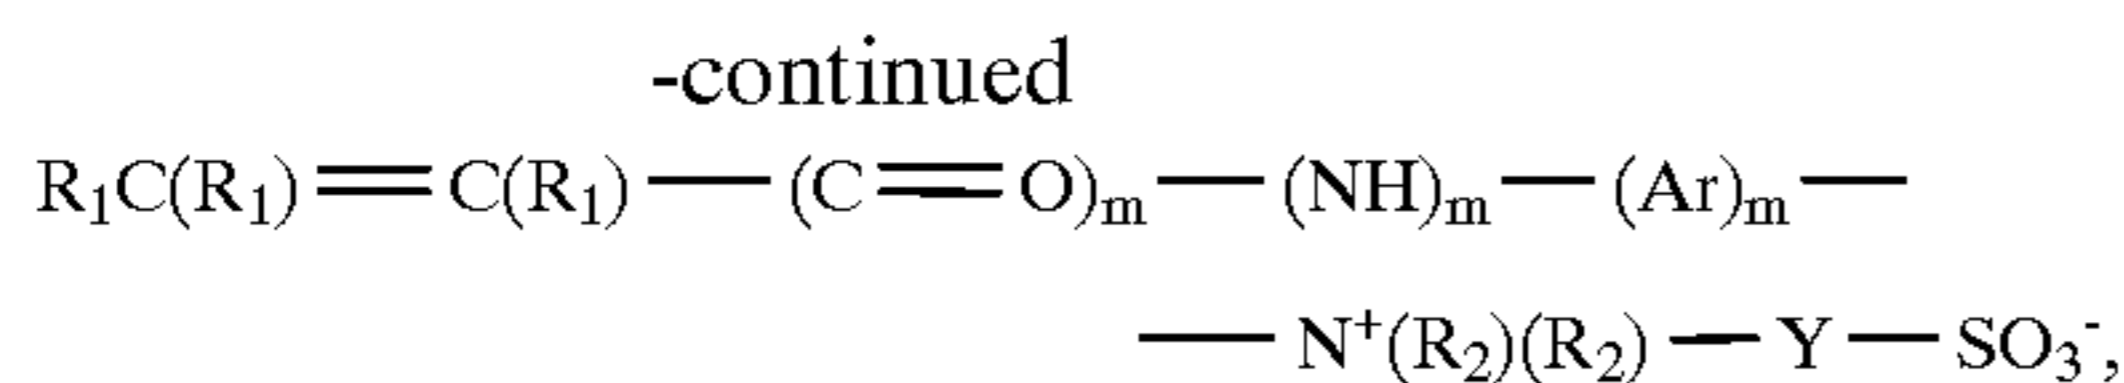 -continued
R₁C(R₁)══C(R₁)—(C══O)ₘ—(NH)ₘ—(Ar)ₘ—
—N⁺(R₂)(R₂)—Y—SO₃⁻,